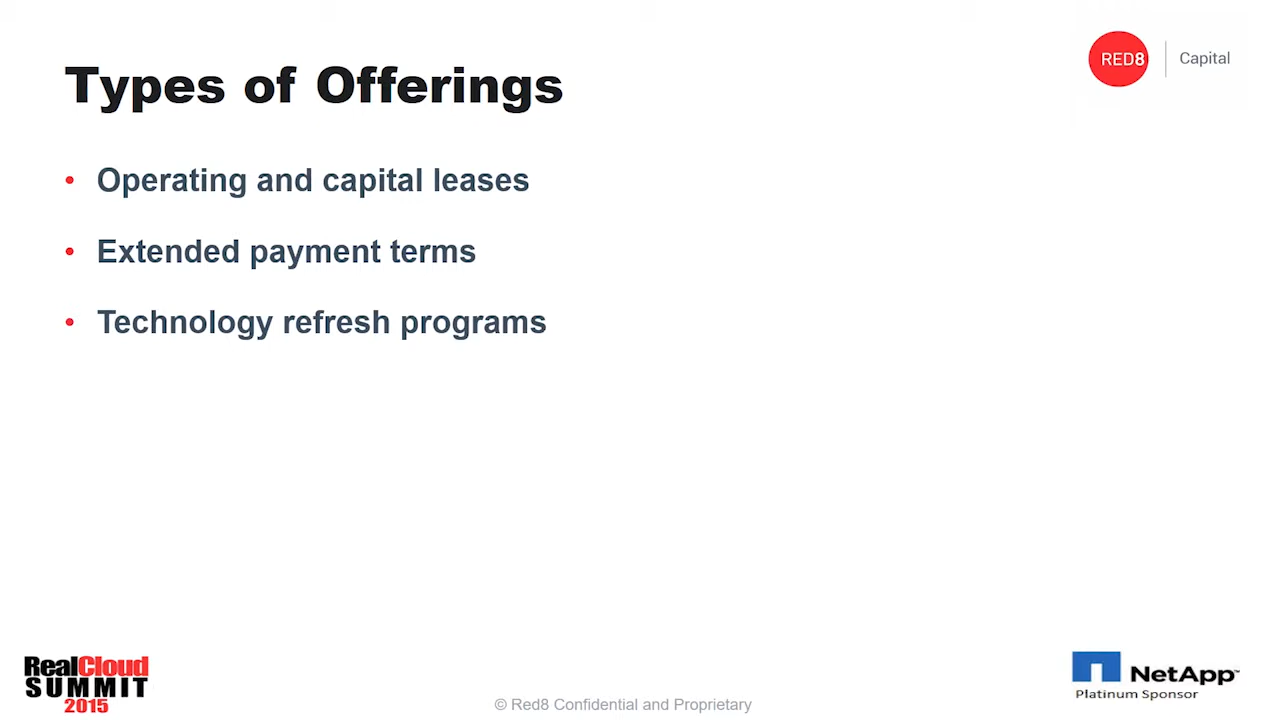 Types of Offerings
RED8 | Capital
• Operating and capital leases
• Extended payment terms
• Technology refresh programs
RealCloud
SUMMIT
2015
© Red8 Confidential and Proprietary
NetApp™
Platinum Sponsor